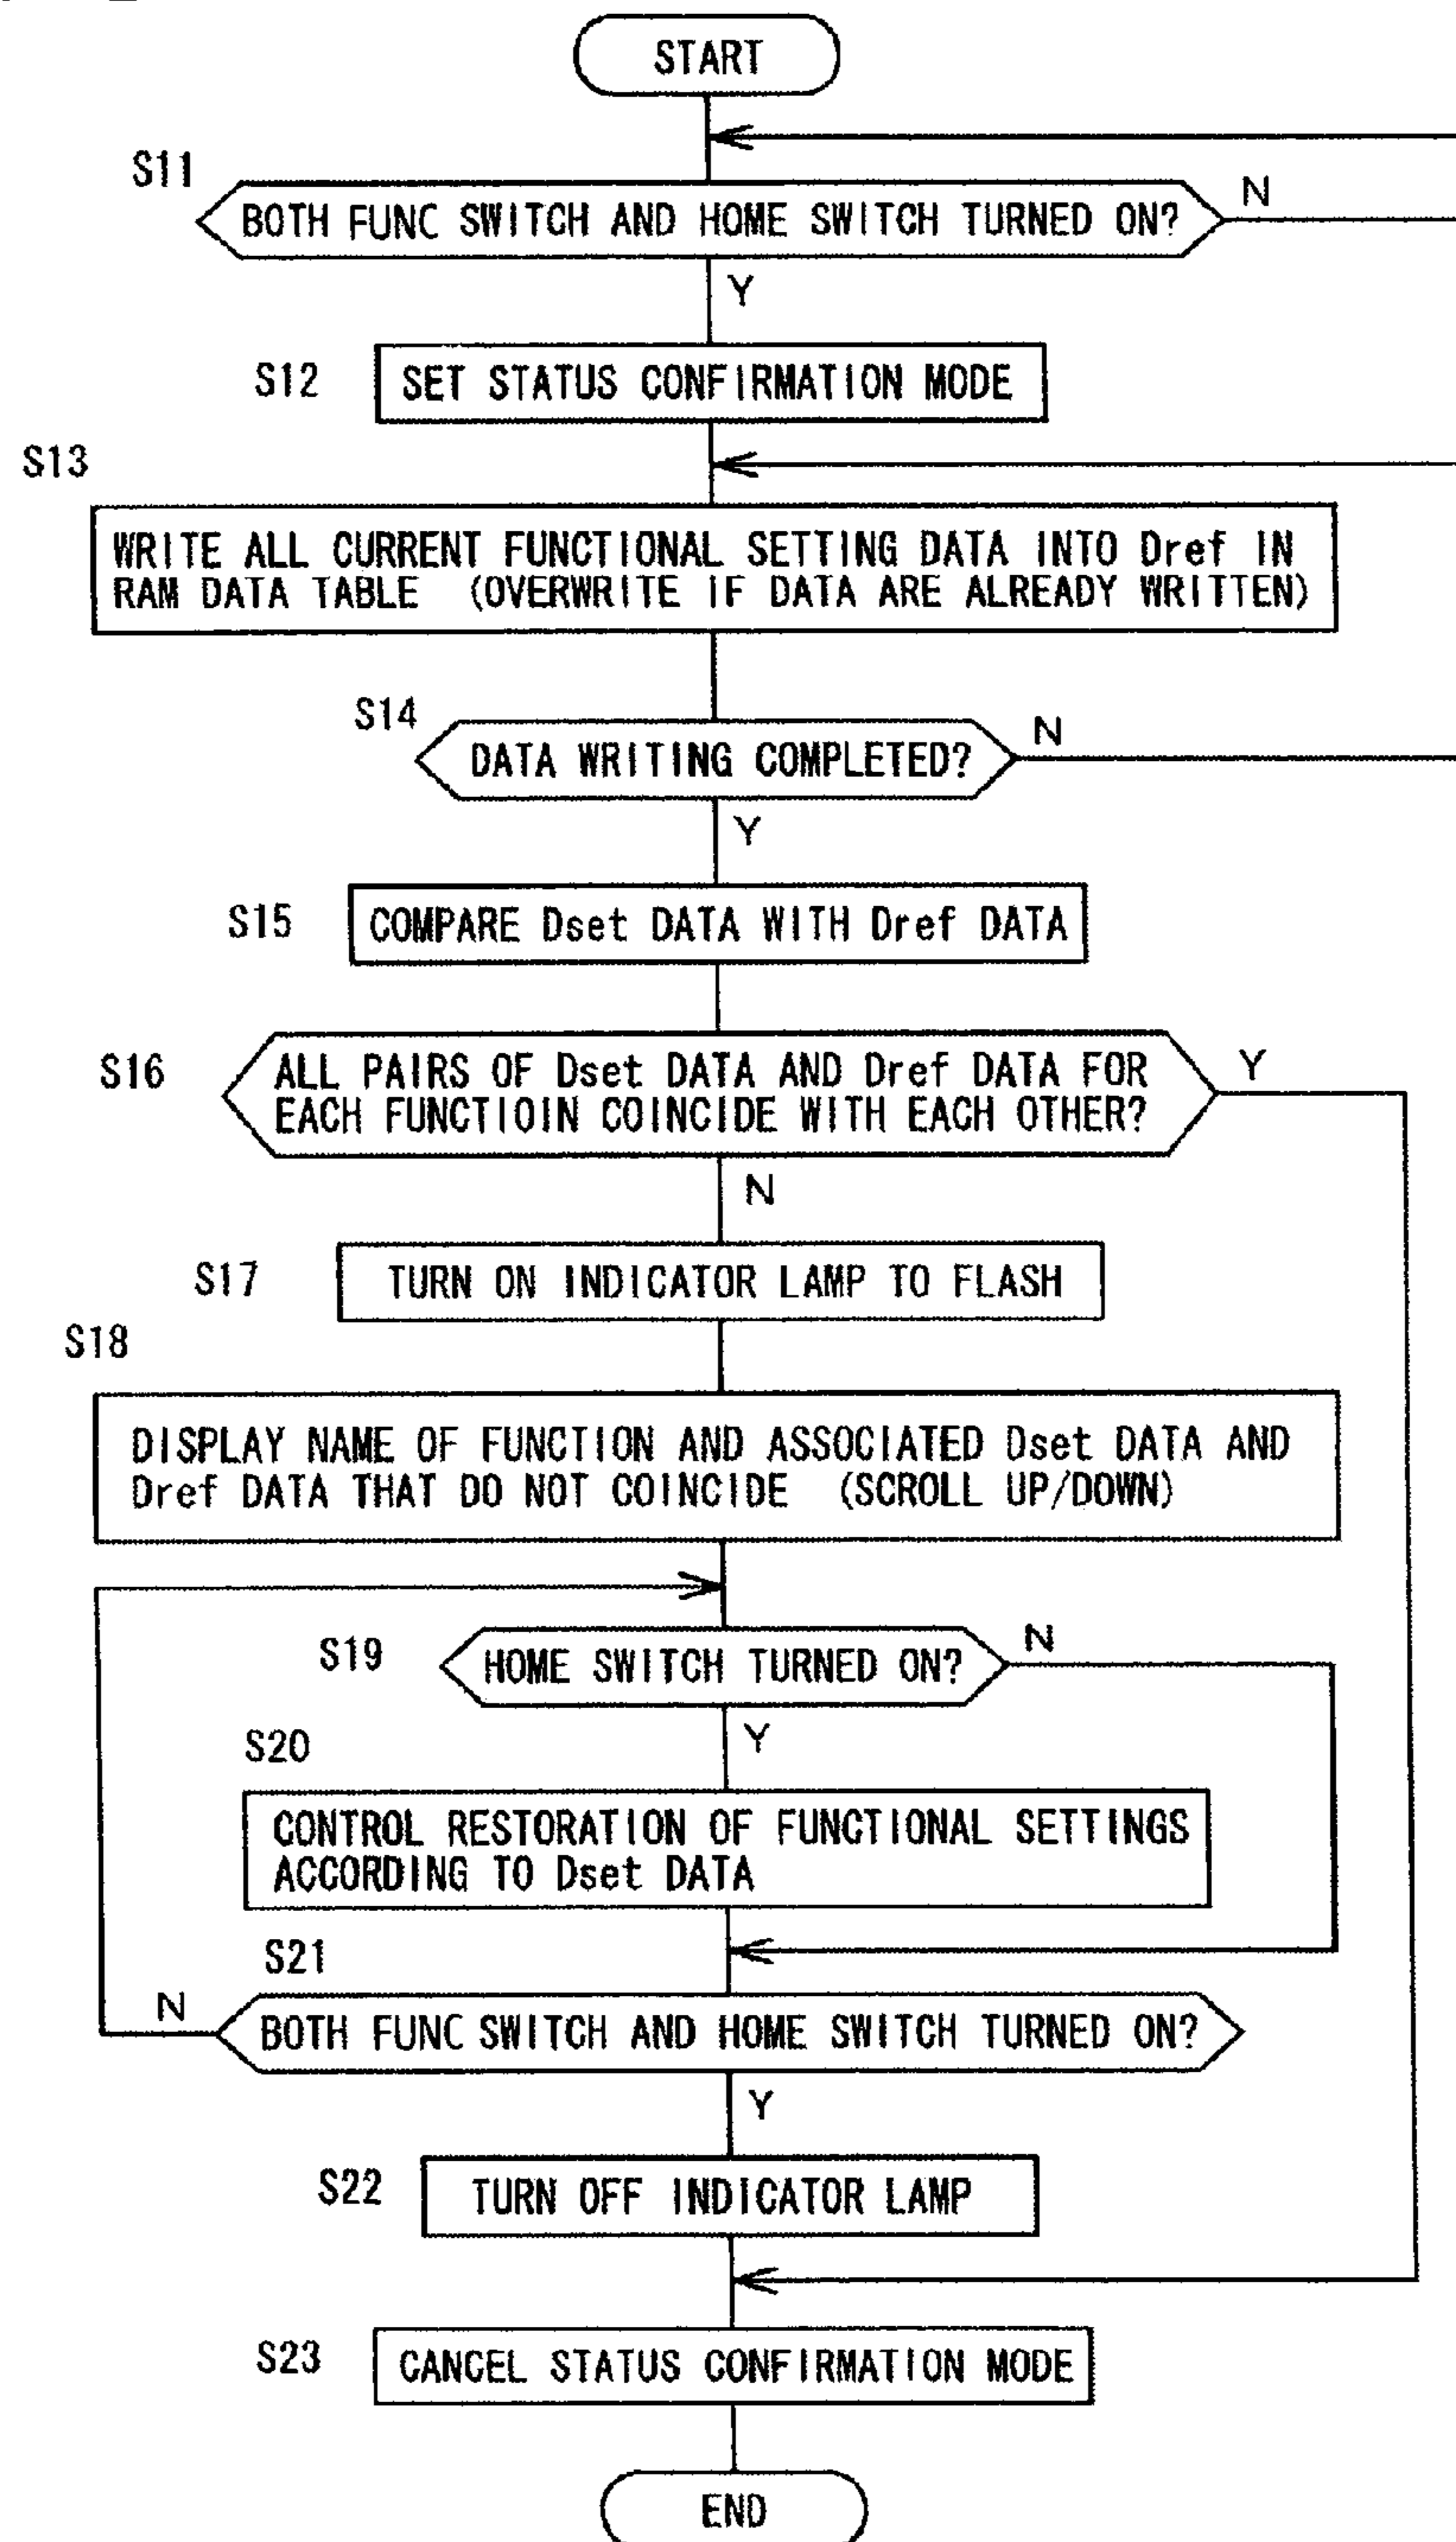 START
S11
BOTH FUNC SWITCH AND HOME SWITCH TURNED ON?
N
Y
S12
SET STATUS CONFIRMATION MODE
S13
WRITE ALL CURRENT FUNCTIONAL SETTING DATA INTO Dref IN
RAM DATA TABLE (OVERWRITE IF DATA ARE ALREADY WRITTEN)
S14
DATA WRITING COMPLETED?
N
Y
S15
COMPARE Dset DATA WITH Dref DATA
S16
ALL PAIRS OF Dset DATA AND Dref DATA FOR
EACH FUNCTIOIN COINCIDE WITH EACH OTHER?
Y
N
S17
TURN ON INDICATOR LAMP TO FLASH
S18
DISPLAY NAME OF FUNCTION AND ASSOCIATED Dset DATA AND
Dref DATA THAT DO NOT COINCIDE (SCROLL UP/DOWN)
S19
HOME SWITCH TURNED ON?
N
Y
S20
CONTROL RESTORATION OF FUNCTIONAL SETTINGS
ACCORDING TO Dset DATA
S21
N
BOTH FUNC SWITCH AND HOME SWITCH TURNED ON?
Y
S22
TURN OFF INDICATOR LAMP
S23
CANCEL STATUS CONFIRMATION MODE
END